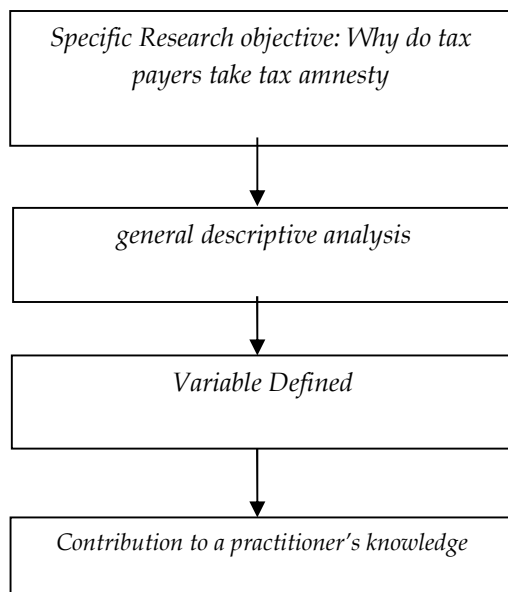 Specific Research objective: Why do tax
payers take tax amnesty
general descriptive analysis
Variable Defined
Contribution to a practitioner's knowledge